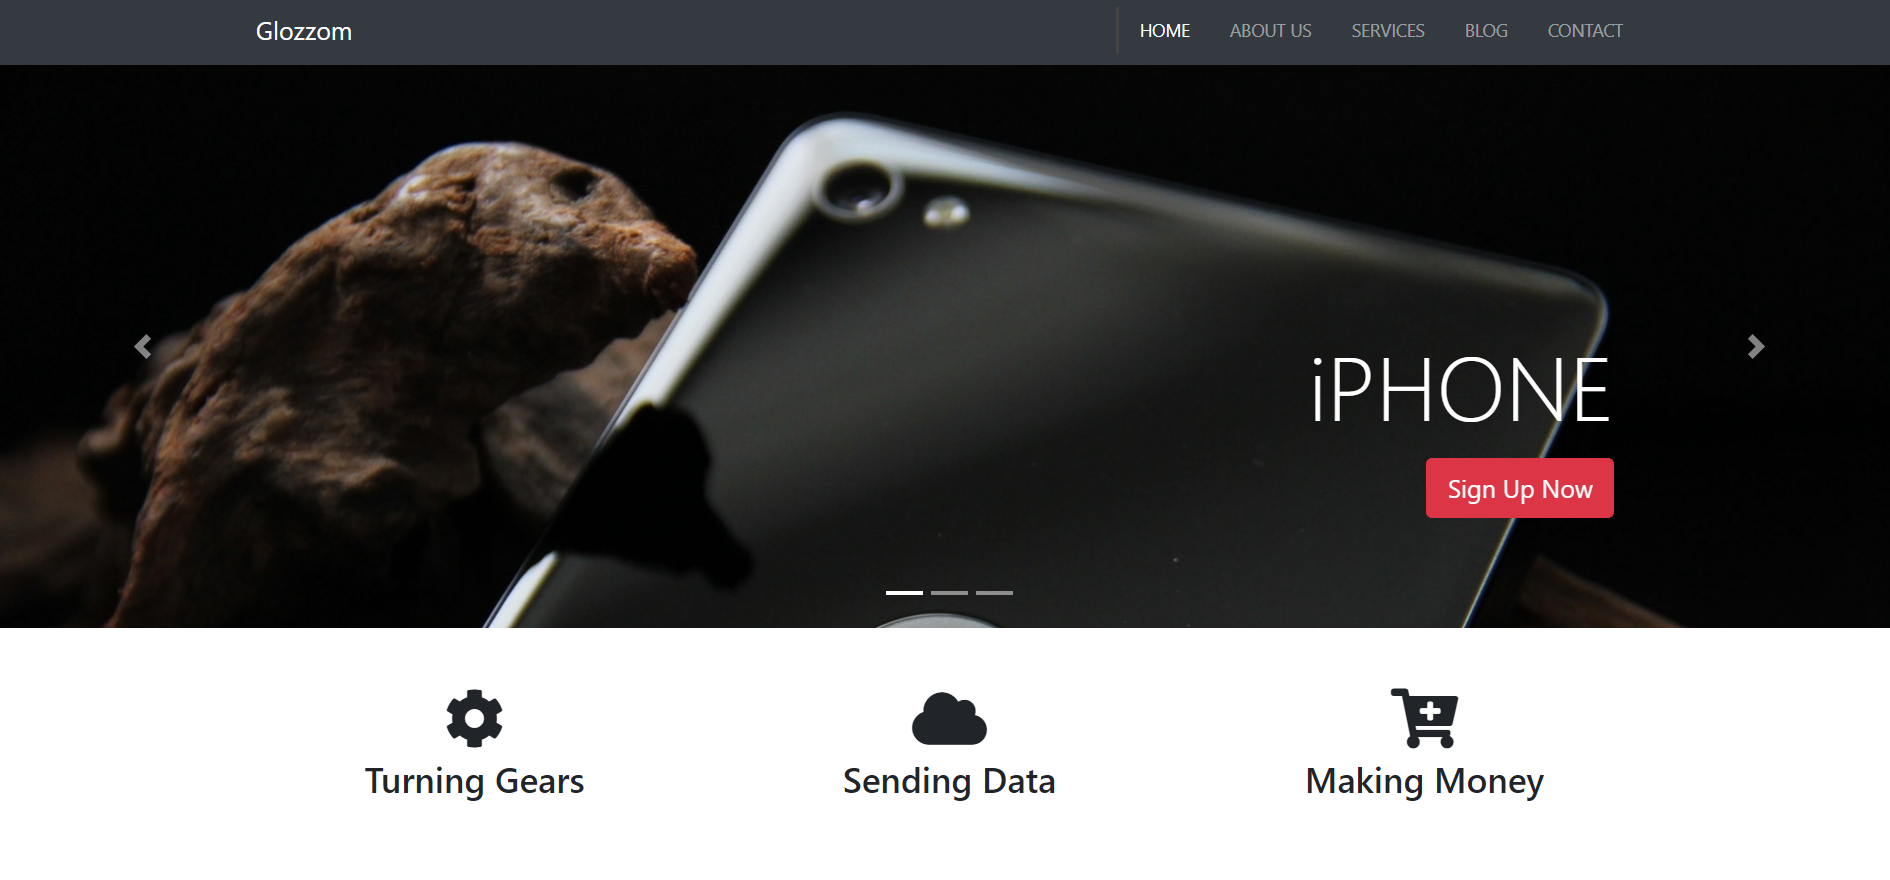 Glozzom
HOME ABOUT US SERVICES BLOG CONTACT
iPHONE
Sign Up Now
Turning Gears
Sending Data
Making Money